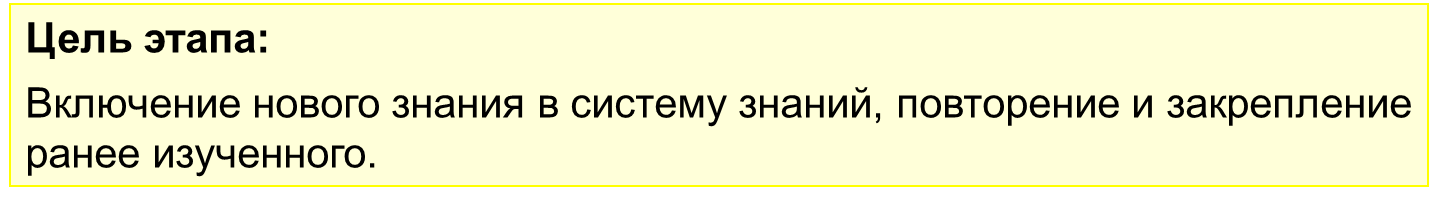 Цель этапа:
Включение нового знания в систему знаний, повторение и закрепление
ранее изученного.